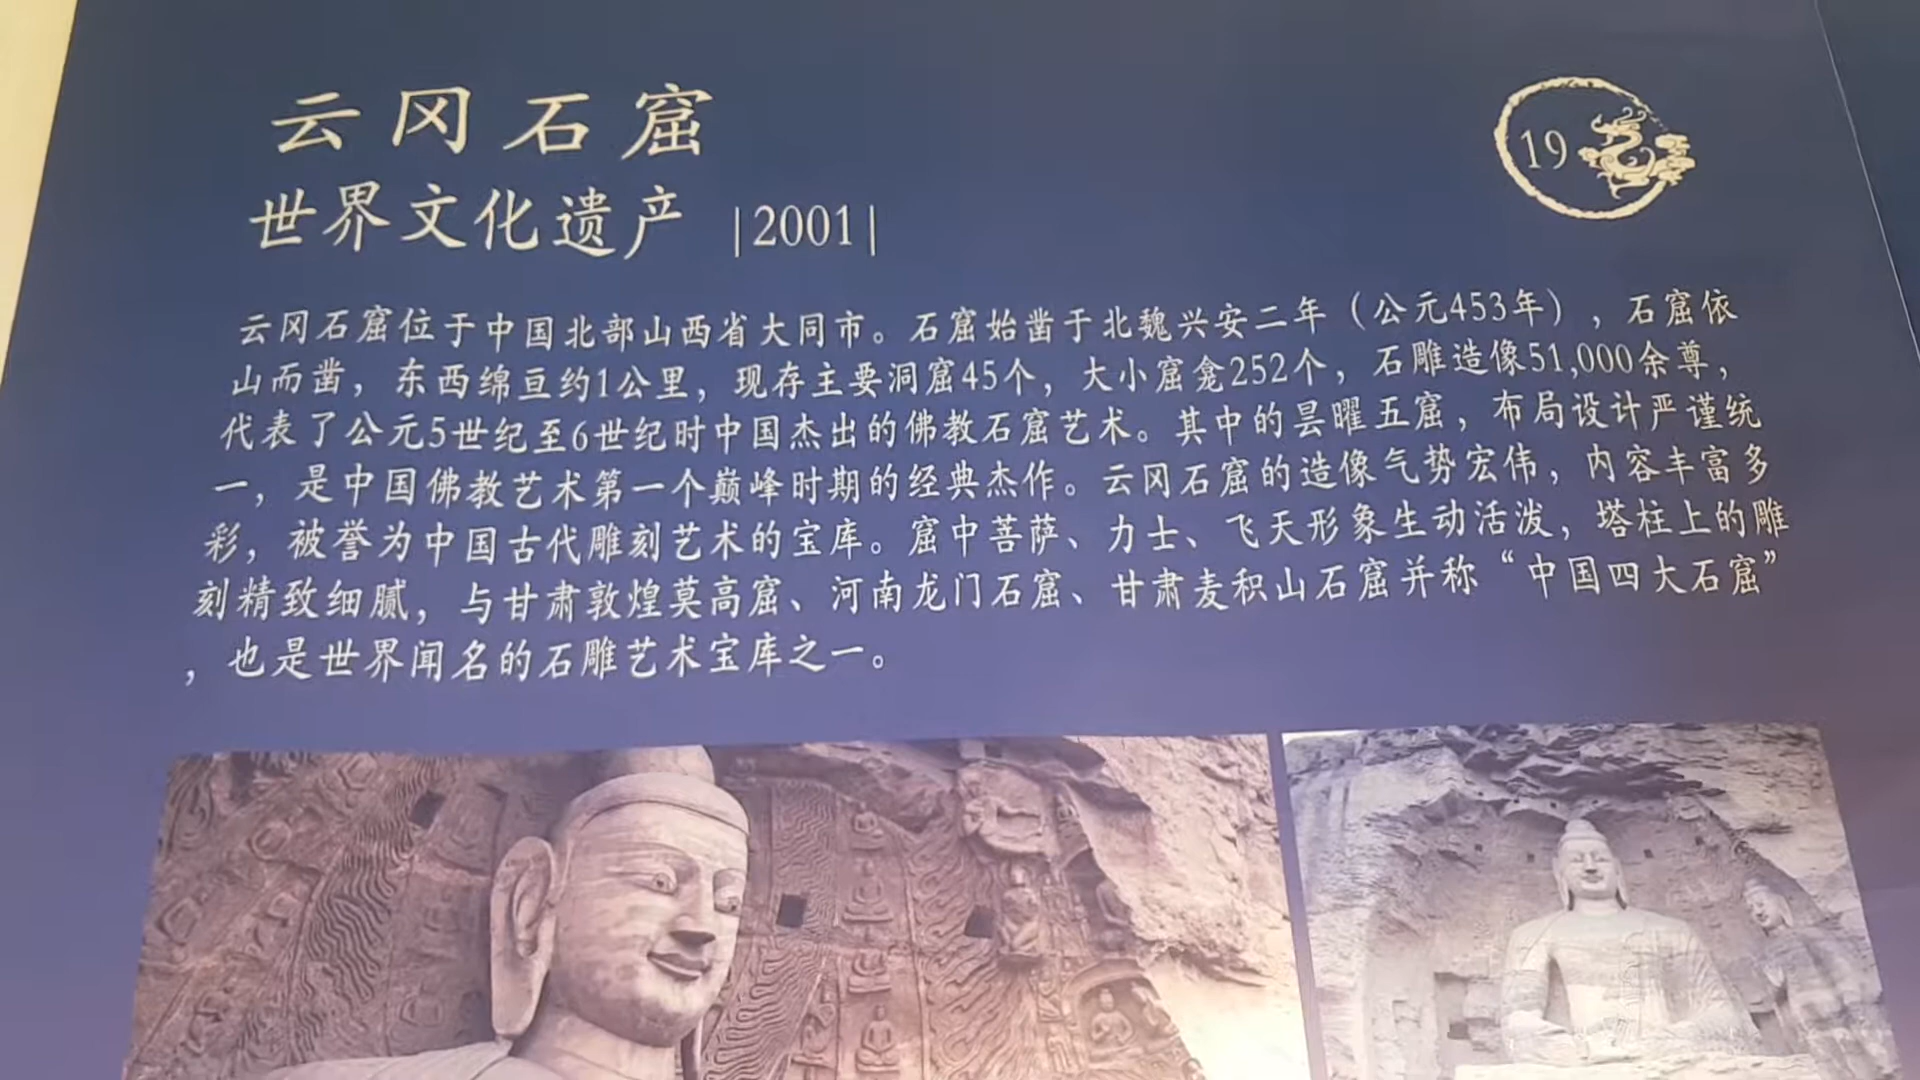 云冈石窟
世界文化遗产 |2001|
19
云冈石窟位于中国北部山西省大同市。石窟始凿于北魏兴安二年（公元453年），石窟依
山而凿，东西绵亘约1公里，现存主要洞窟45个，大小窟龛252个，石雕造像51,000余尊，
代表了公元5世纪至6世纪时中国杰出的佛教石窟艺术。其中的昙曜五窟，布局设计严谨统
一，是中国佛教艺术第一个巅峰时期的经典杰作。云冈石窟的造像气势宏伟，内容丰富多
彩，被誉为中国古代雕刻艺术的宝库。窟中菩萨、力士、飞天形象生动活泼，塔柱上的雕
刻精致细腻，与甘肃敦煌莫高窟、河南龙门石窟、甘肃麦积山石窟并称“中国四大石窟”
，也是世界闻名的石雕艺术宝库之一。